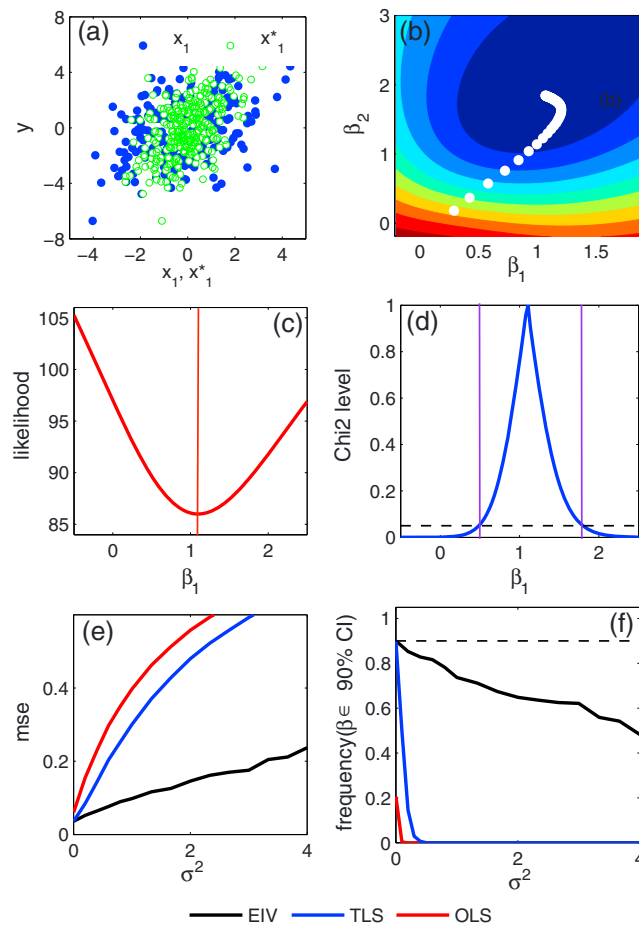 (a)
x₁ x*₁
8
4
0
−4
−8
y
−4 −2 0 2 4
x₁, x*₁
(b)
(b)
3
2
1
0
β₂
0 0.5 1 1.5
β₁
(c)
105
100
95
90
85
likelihood
0 1 2
β₁
(d)
1
0.8
0.6
0.4
0.2
0
Chi2 level
0 1 2
β₁
(e)
0.4
0.2
0
mse
0 2 4
σ²
(f)
1
0.8
0.6
0.4
0.2
0
frequency(β∈ 90% CI)
0 2 4
σ²
EIV TLS OLS